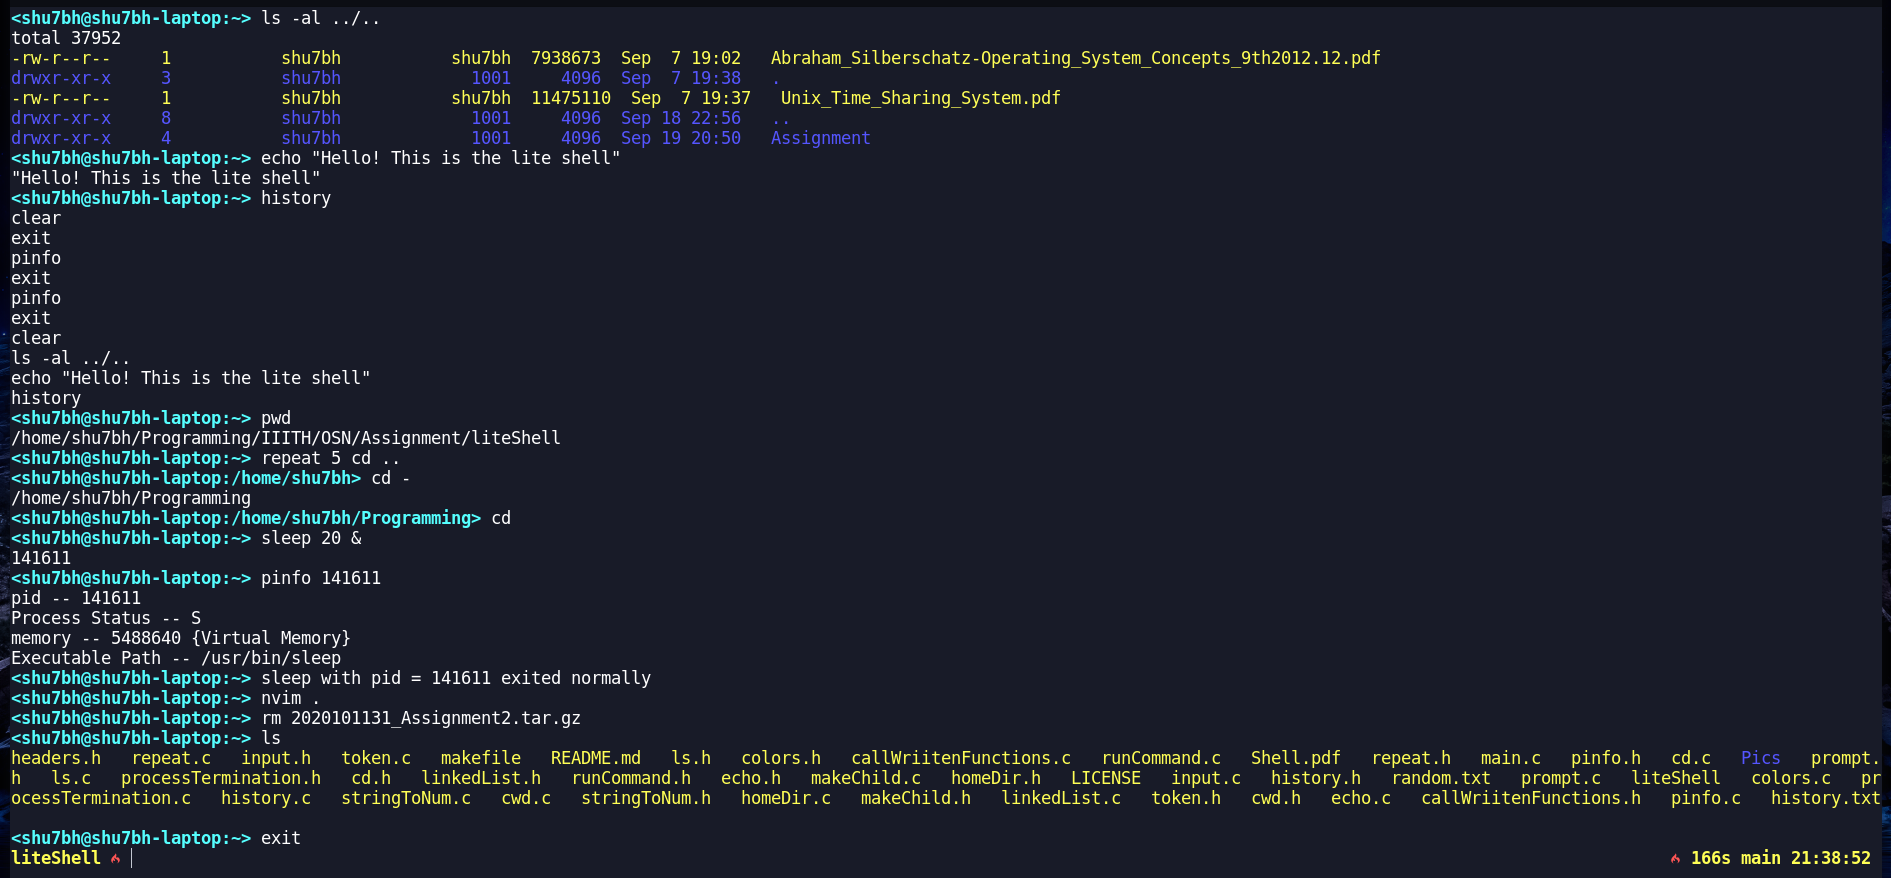 <shu7bh@shu7bh-laptop:~> ls -al ../..
total 37952
-rw-r--r--     1           shu7bh           shu7bh  7938673  Sep  7 19:02   Abraham_Silberschatz-Operating_System_Concepts_9th2012.12.pdf
drwxr-xr-x     3           shu7bh             1001     4096  Sep  7 19:38   .
-rw-r--r--     1           shu7bh           shu7bh  11475110  Sep  7 19:37   Unix_Time_Sharing_System.pdf
drwxr-xr-x     8           shu7bh             1001     4096  Sep 18 22:56   ..
drwxr-xr-x     4           shu7bh             1001     4096  Sep 19 20:50   Assignment
<shu7bh@shu7bh-laptop:~> echo "Hello! This is the lite shell"
"Hello! This is the lite shell"
<shu7bh@shu7bh-laptop:~> history
clear
exit
pinfo
exit
pinfo
exit
clear
ls -al ../..
echo "Hello! This is the lite shell"
history
<shu7bh@shu7bh-laptop:~> pwd
/home/shu7bh/Programming/IIITH/OSN/Assignment/liteShell
<shu7bh@shu7bh-laptop:~> repeat 5 cd ..
<shu7bh@shu7bh-laptop:/home/shu7bh> cd -
/home/shu7bh/Programming
<shu7bh@shu7bh-laptop:/home/shu7bh/Programming> cd
<shu7bh@shu7bh-laptop:~> sleep 20 &
141611
<shu7bh@shu7bh-laptop:~> pinfo 141611
pid -- 141611
Process Status -- S
memory -- 5488640 {Virtual Memory}
Executable Path -- /usr/bin/sleep
<shu7bh@shu7bh-laptop:~> sleep with pid = 141611 exited normally
<shu7bh@shu7bh-laptop:~> nvim .
<shu7bh@shu7bh-laptop:~> rm 2020101131_Assignment2.tar.gz
<shu7bh@shu7bh-laptop:~> ls
headers.h   repeat.c   input.h   token.c   makefile   README.md   ls.h   colors.h   callWriitenFunctions.c   runCommand.c   Shell.pdf   repeat.h   main.c   pinfo.h   cd.c   Pics   prompt.
h   ls.c   processTermination.h   cd.h   linkedList.h   runCommand.h   echo.h   makeChild.c   homeDir.h   LICENSE   input.c   history.h   random.txt   prompt.c   liteShell   colors.c   pr
ocessTermination.c   history.c   stringToNum.c   cwd.c   stringToNum.h   homeDir.c   makeChild.h   linkedList.c   token.h   cwd.h   echo.c   callWriitenFunctions.h   pinfo.c   history.txt
<shu7bh@shu7bh-laptop:~> exit
liteShell 166s main 21:38:52